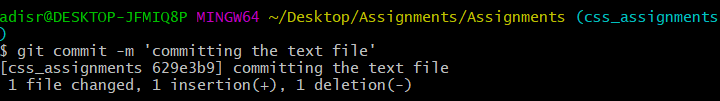 adisr@DESKTOP-JFMIQ8P MINGW64 ~/Desktop/Assignments/Assignments (css_assignments
)
$ git commit -m 'committing the text file'
[css_assignments 629e3b9] committing the text file
 1 file changed, 1 insertion(+), 1 deletion(-)